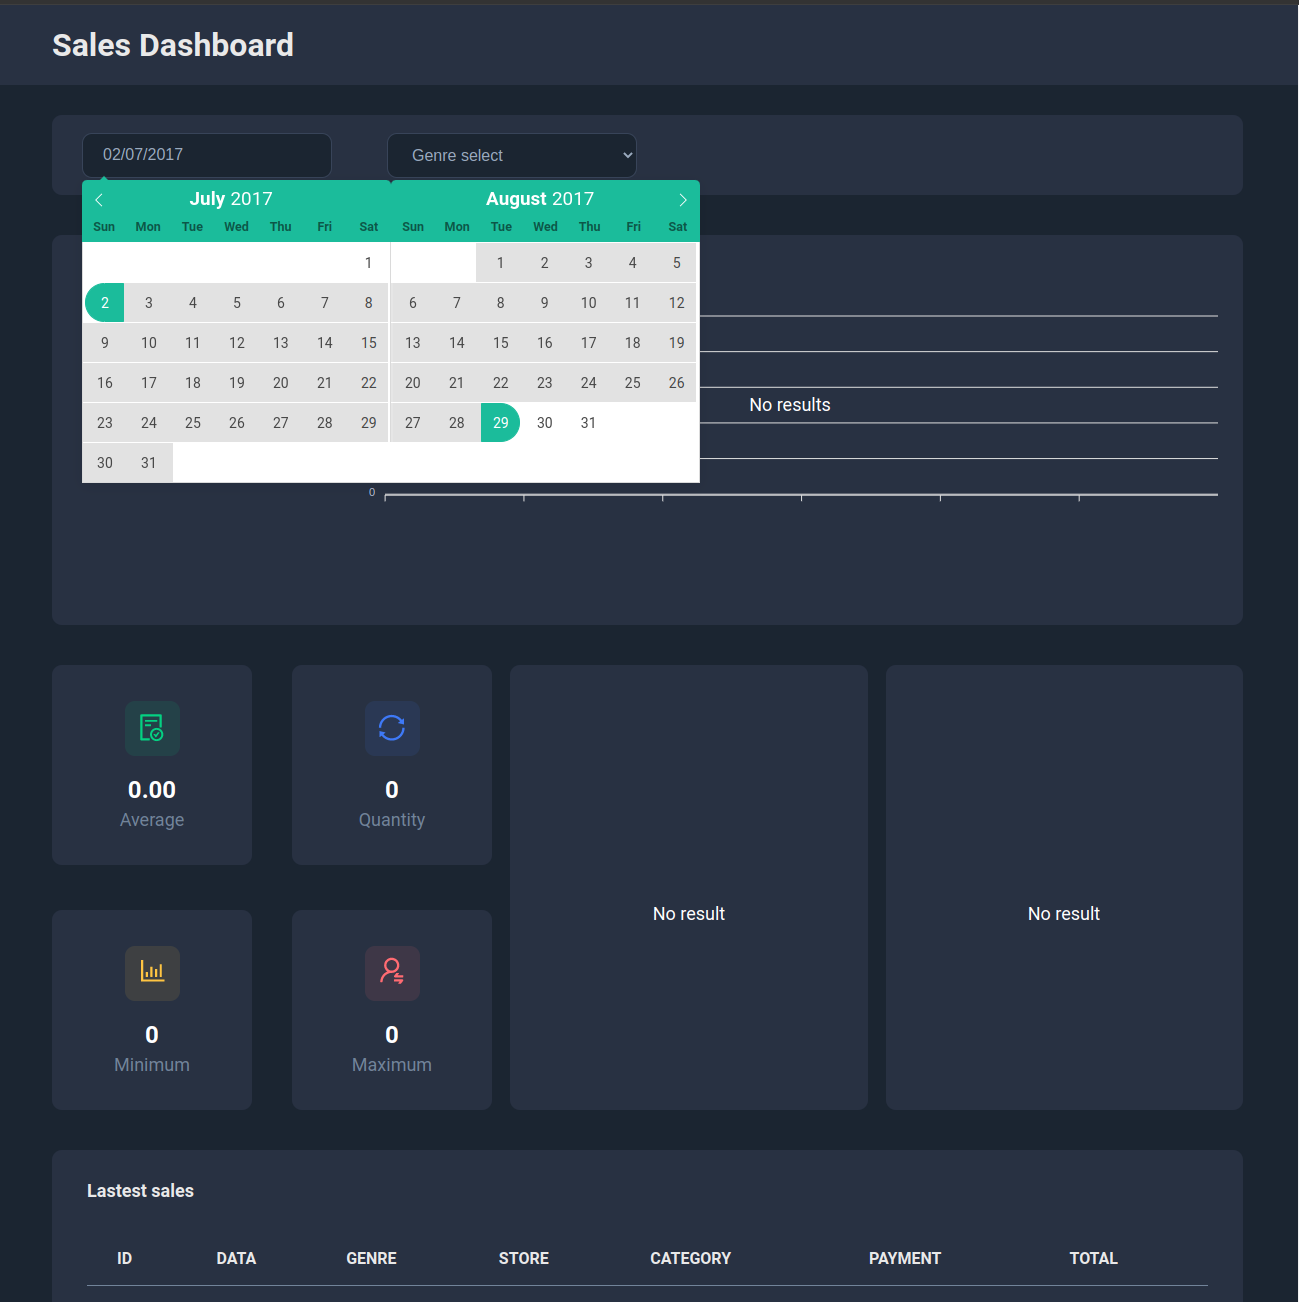 Sales Dashboard
02/07/2017 Genre select
July 2017 August 2017
Sun Mon Tue Wed Thu Fri Sat Sun Mon Tue Wed Thu Fri Sat
1 1 2 3 4 5
2 3 4 5 6 7 8 6 7 8 9 10 11 12
9 10 11 12 13 14 15 13 14 15 16 17 18 19
16 17 18 19 20 21 22 20 21 22 23 24 25 26
No results
23 24 25 26 27 28 29 27 28 29 30 31
30 31
0
0.00 0
Average Quantity
No result No result
0 0
Minimum Maximum
Lastest sales
ID DATA GENRE STORE CATEGORY PAYMENT TOTAL